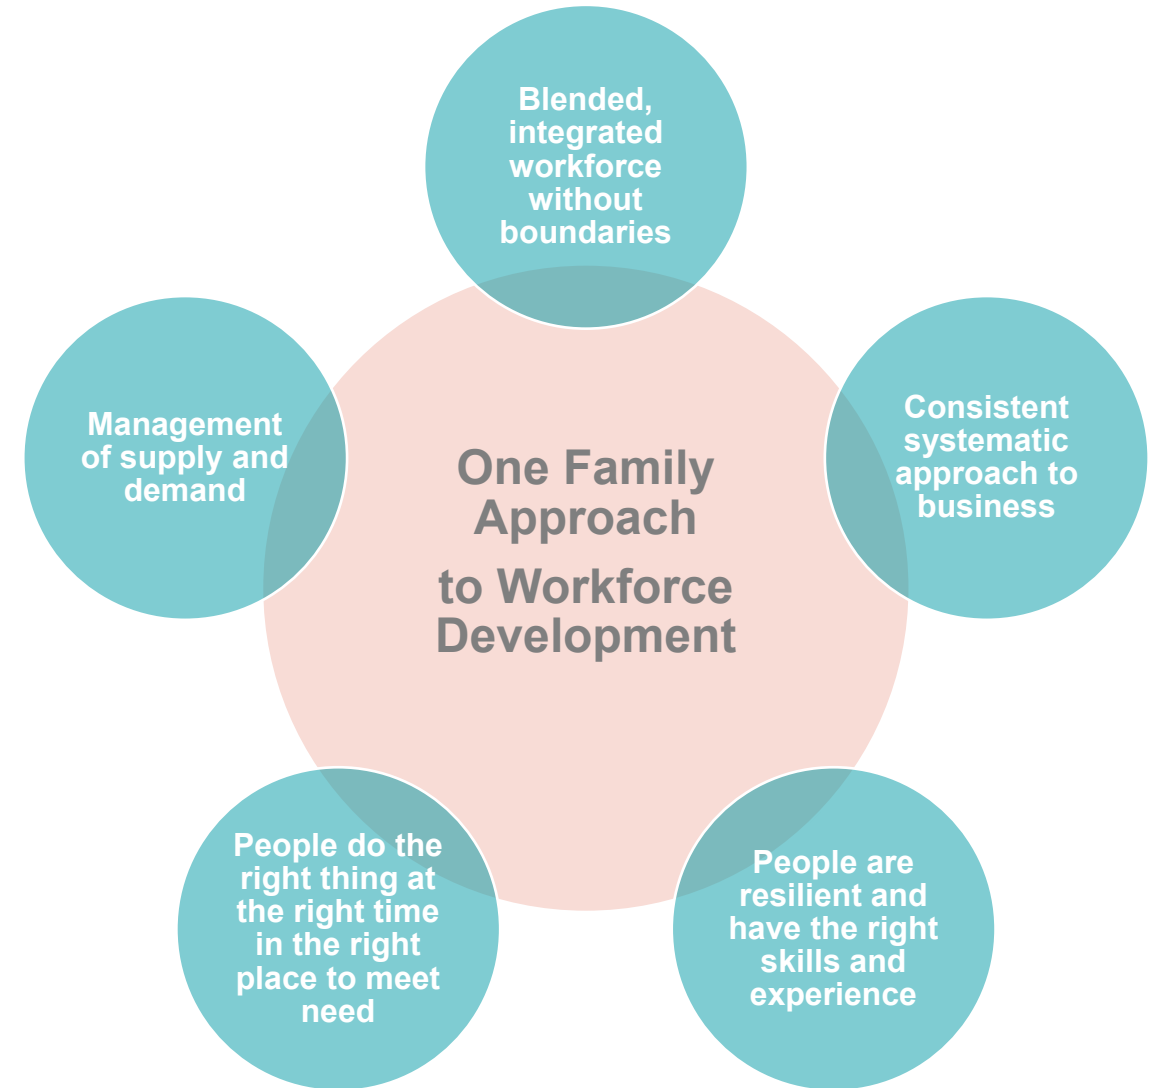 Blended,
integrated
workforce
without
boundaries
Consistent
systematic
approach to
business
People are
resilient and
have the right
skills and
experience
People do the
right thing at
the right time
in the right
place to meet
need
Management
of supply and
demand
One Family
Approach
to Workforce
Development